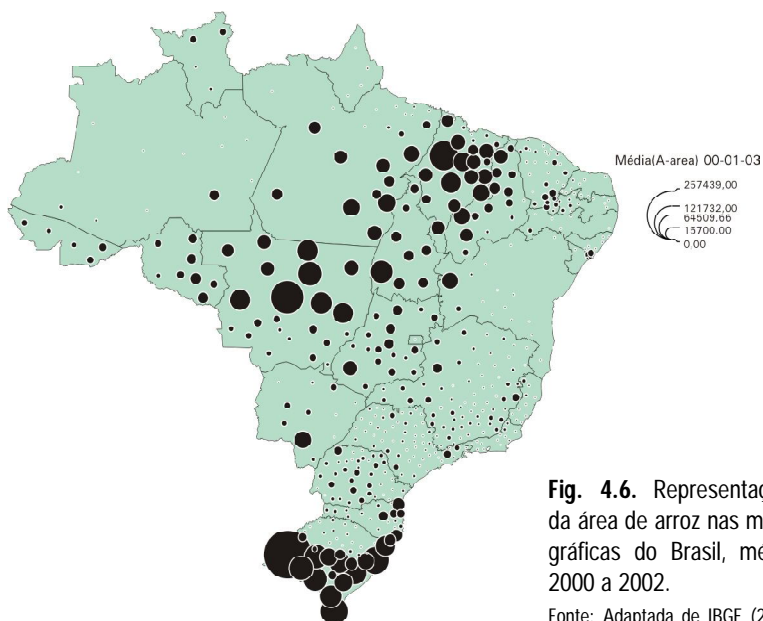 Média(A-area) 00-01-03
257439,00
121732,00
64509.66
15700.00
0.00
Fig. 4.6. Representaç
da área de arroz nas m
gráficas do Brasil, mé
2000 a 2002.
Fonte: Adaptada de IBGE (2